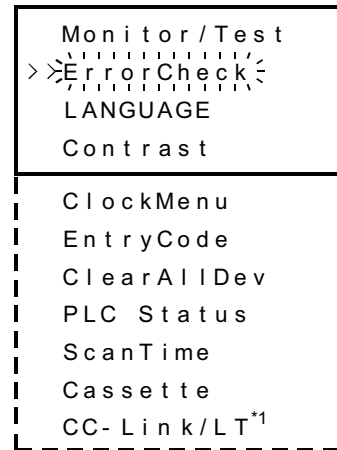 Monitor/Test
>>ErrorCheck
LANGUAGE
Contrast
ClockMenu
EntryCode
ClearAllDev
PLC Status
ScanTime
Cassette
CC-Link/LT*1